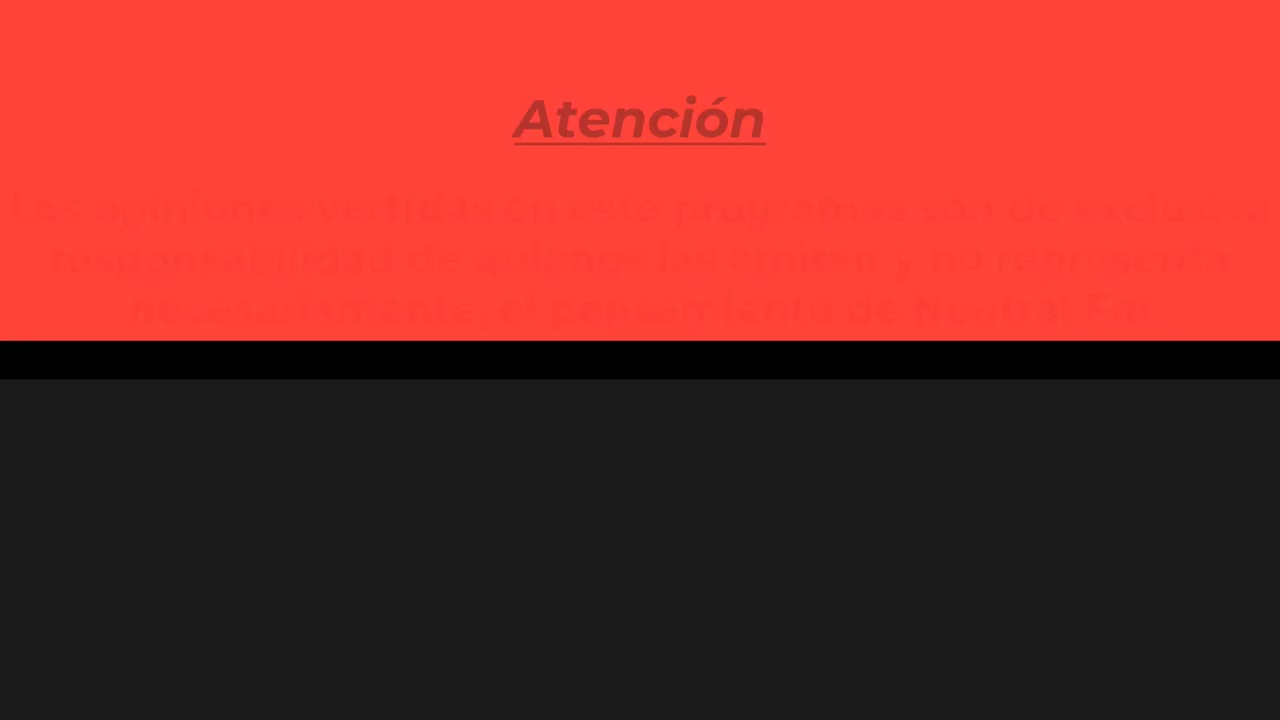 Atención
Las opiniones vertidas en este programas son de exclusiva
responsabilidad de quienes las emiten y no representa
necesariamente, el pensamiento de Neutral Fm